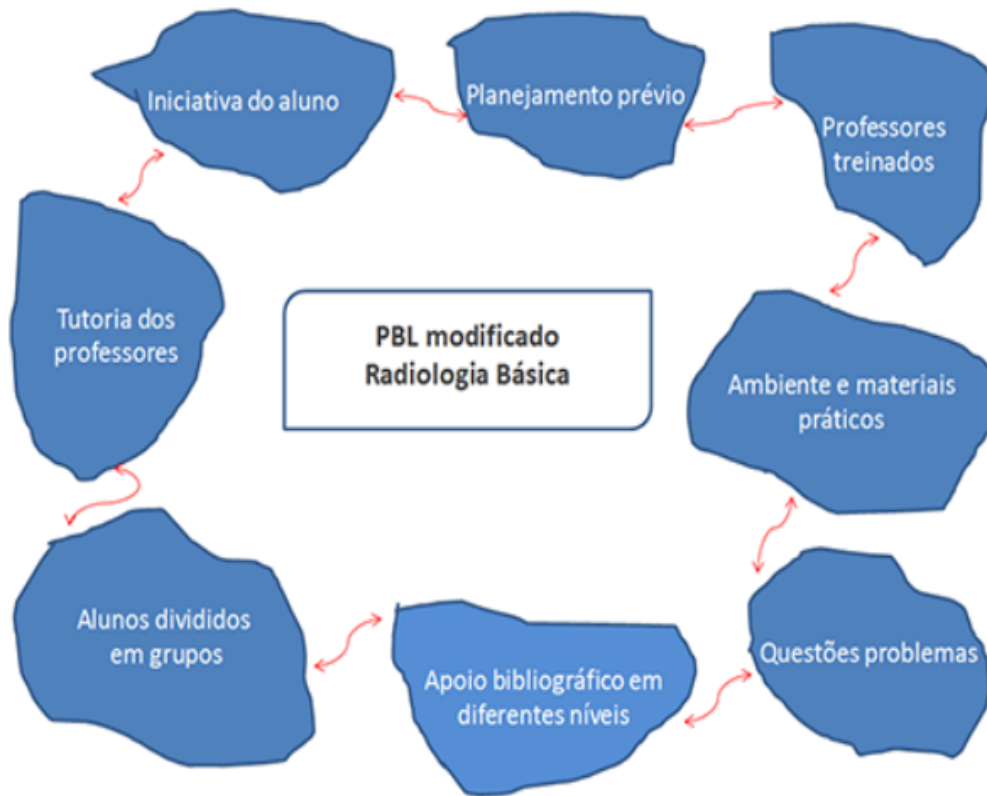 Iniciativa do aluno
Planejamento prévio
Professores
treinados
Tutoria dos
professores
PBL modificado
Radiologia Básica
Ambiente e materiais
práticos
Alunos divididos
em grupos
Apoio bibliográfico em
diferentes níveis
Questões problemas